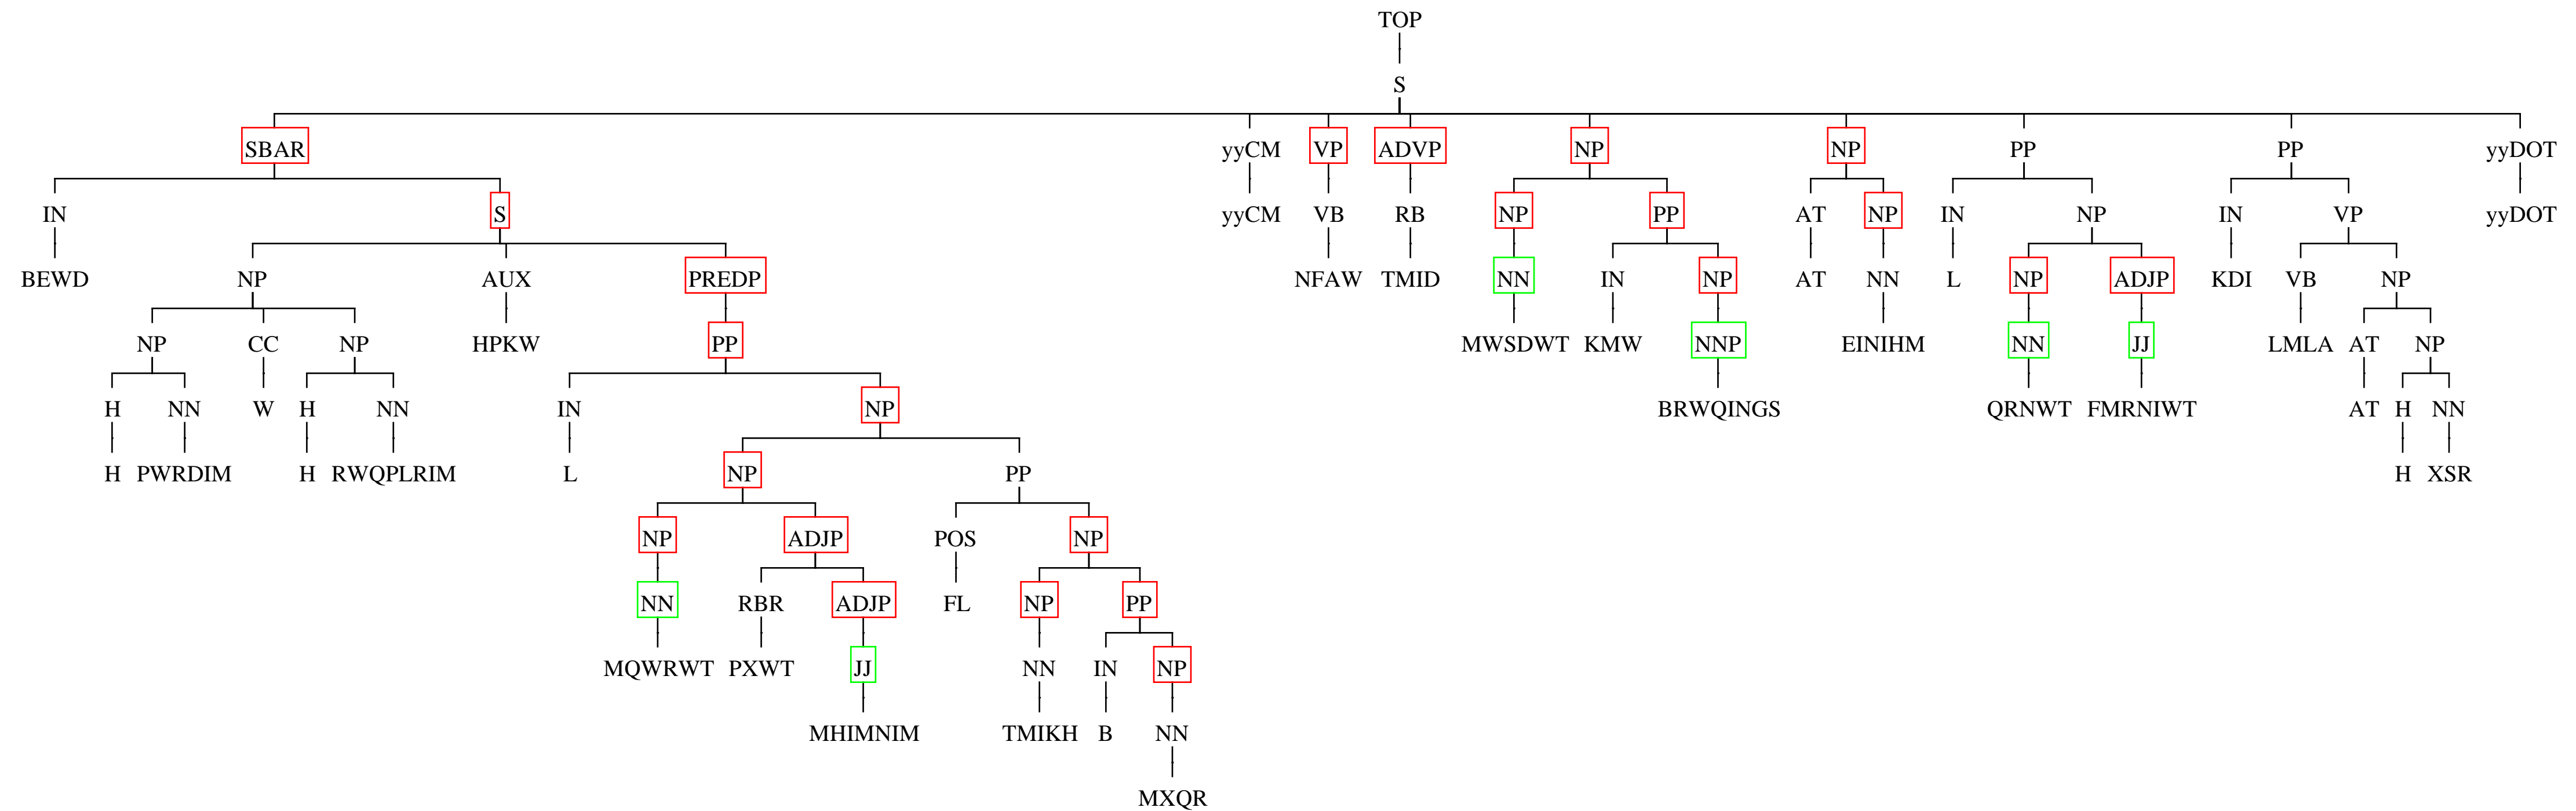 TOP
S
SBAR yyCM VP ADVP NP NP PP PP yyDOT
IN S yyCM VB RB NP PP AT NP IN NP IN VP yyDOT
BEWD NP AUX PREDP NFAW TMID NN IN NP AT NN L NP ADJP KDI VB NP
NP CC NP HPKW PP MWSDWT KMW NNP EINIHM NN JJ LMLA AT NP
H NN W H NN IN NP BRWQINGS QRNWT FMRNIWT AT H NN
H PWRDIM H RWQPLRIM L NP PP H XSR
NP ADJP POS NP
NN RBR ADJP FL NP PP
MQWRWT PXWT JJ NN IN NP
MHIMNIM TMIKH B NN
MXQR